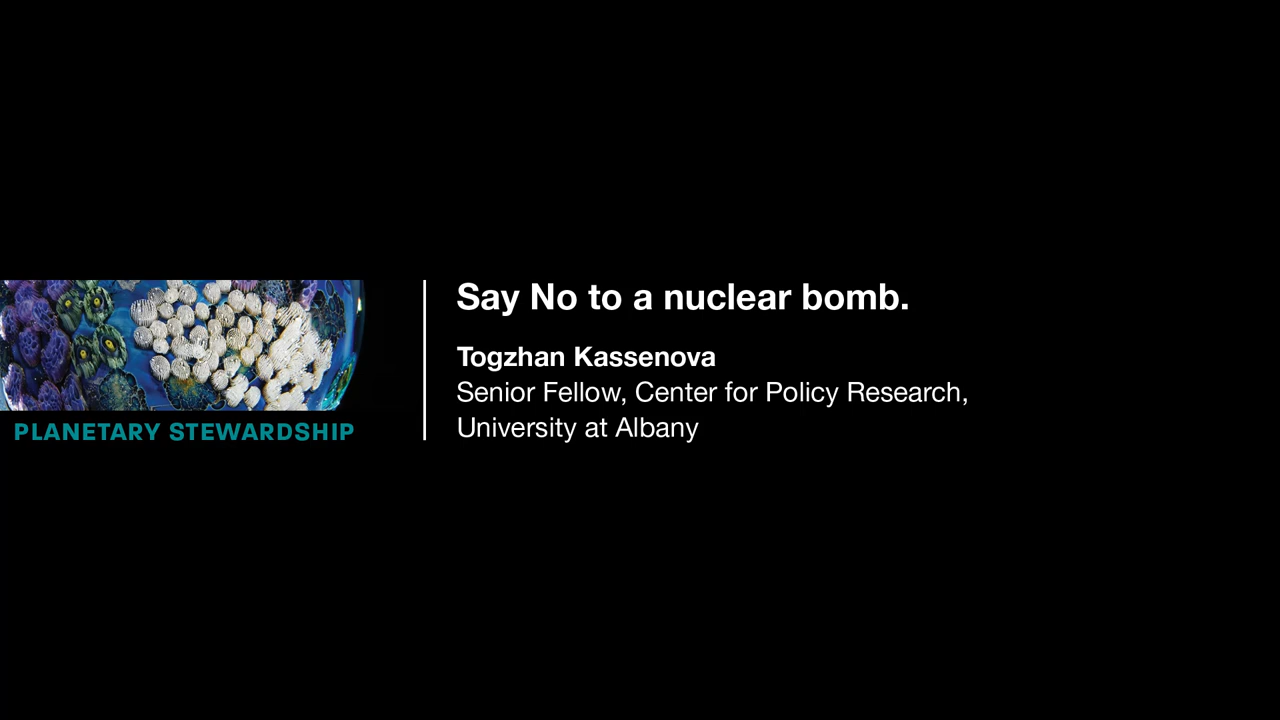 PLANETARY STEWARDSHIP
Say No to a nuclear bomb.
Togzhan Kassenova
Senior Fellow, Center for Policy Research,
University at Albany